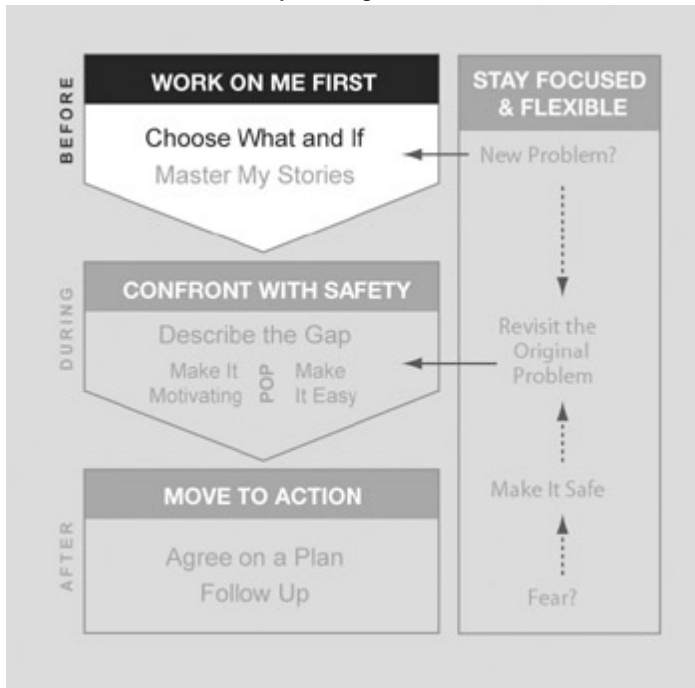 BEFORE
WORK ON ME FIRST
Choose What and If
Master My Stories
DURING
CONFRONT WITH SAFETY
Describe the Gap
Make It
Motivating
POP
Make
It Easy
AFTER
MOVE TO ACTION
Agree on a Plan
Follow Up
STAY FOCUSED
& FLEXIBLE
New Problem?
Revisit the
Original
Problem
Make It Safe
Fear?